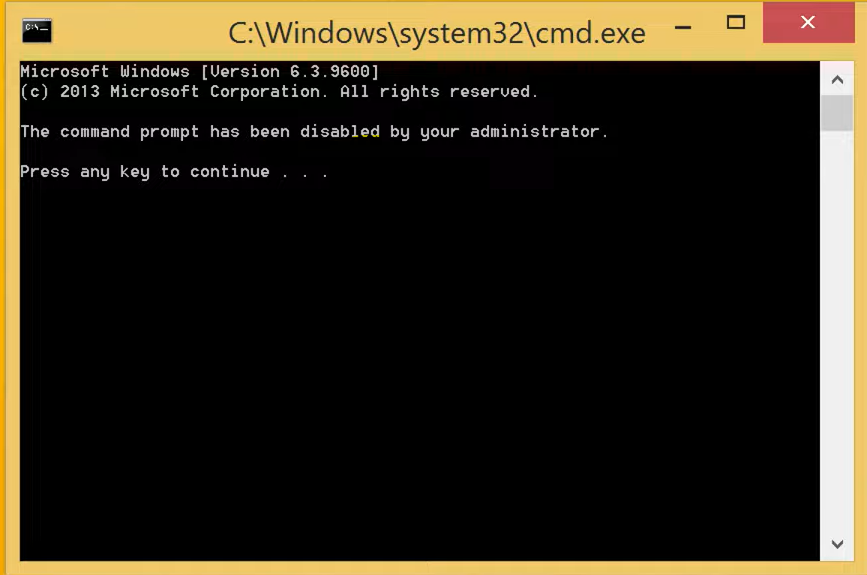 C:\Windows\system32\cmd.exe
Microsoft Windows [Version 6.3.9600]
(c) 2013 Microsoft Corporation. All rights reserved.
The command prompt has been disabled by your administrator.
Press any key to continue . . .